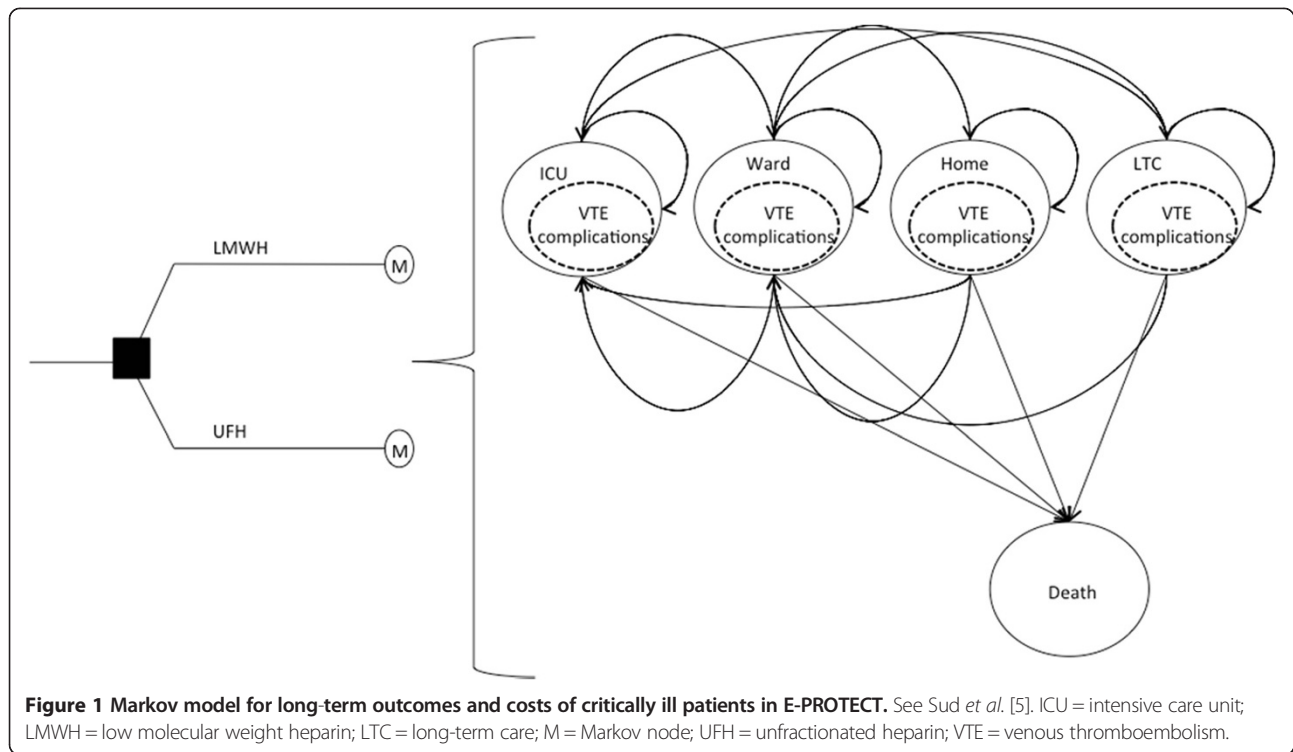 ICU
Ward
Home
LTC
VTE
complications
VTE
complications
VTE
complications
VTE
complications
LMWH
M
UFH
M
Death
Figure 1 Markov model for long-term outcomes and costs of critically ill patients in E-PROTECT. See Sud et al. [5]. ICU = intensive care unit;
LMWH = low molecular weight heparin; LTC = long-term care; M = Markov node; UFH = unfractionated heparin; VTE = venous thromboembolism.